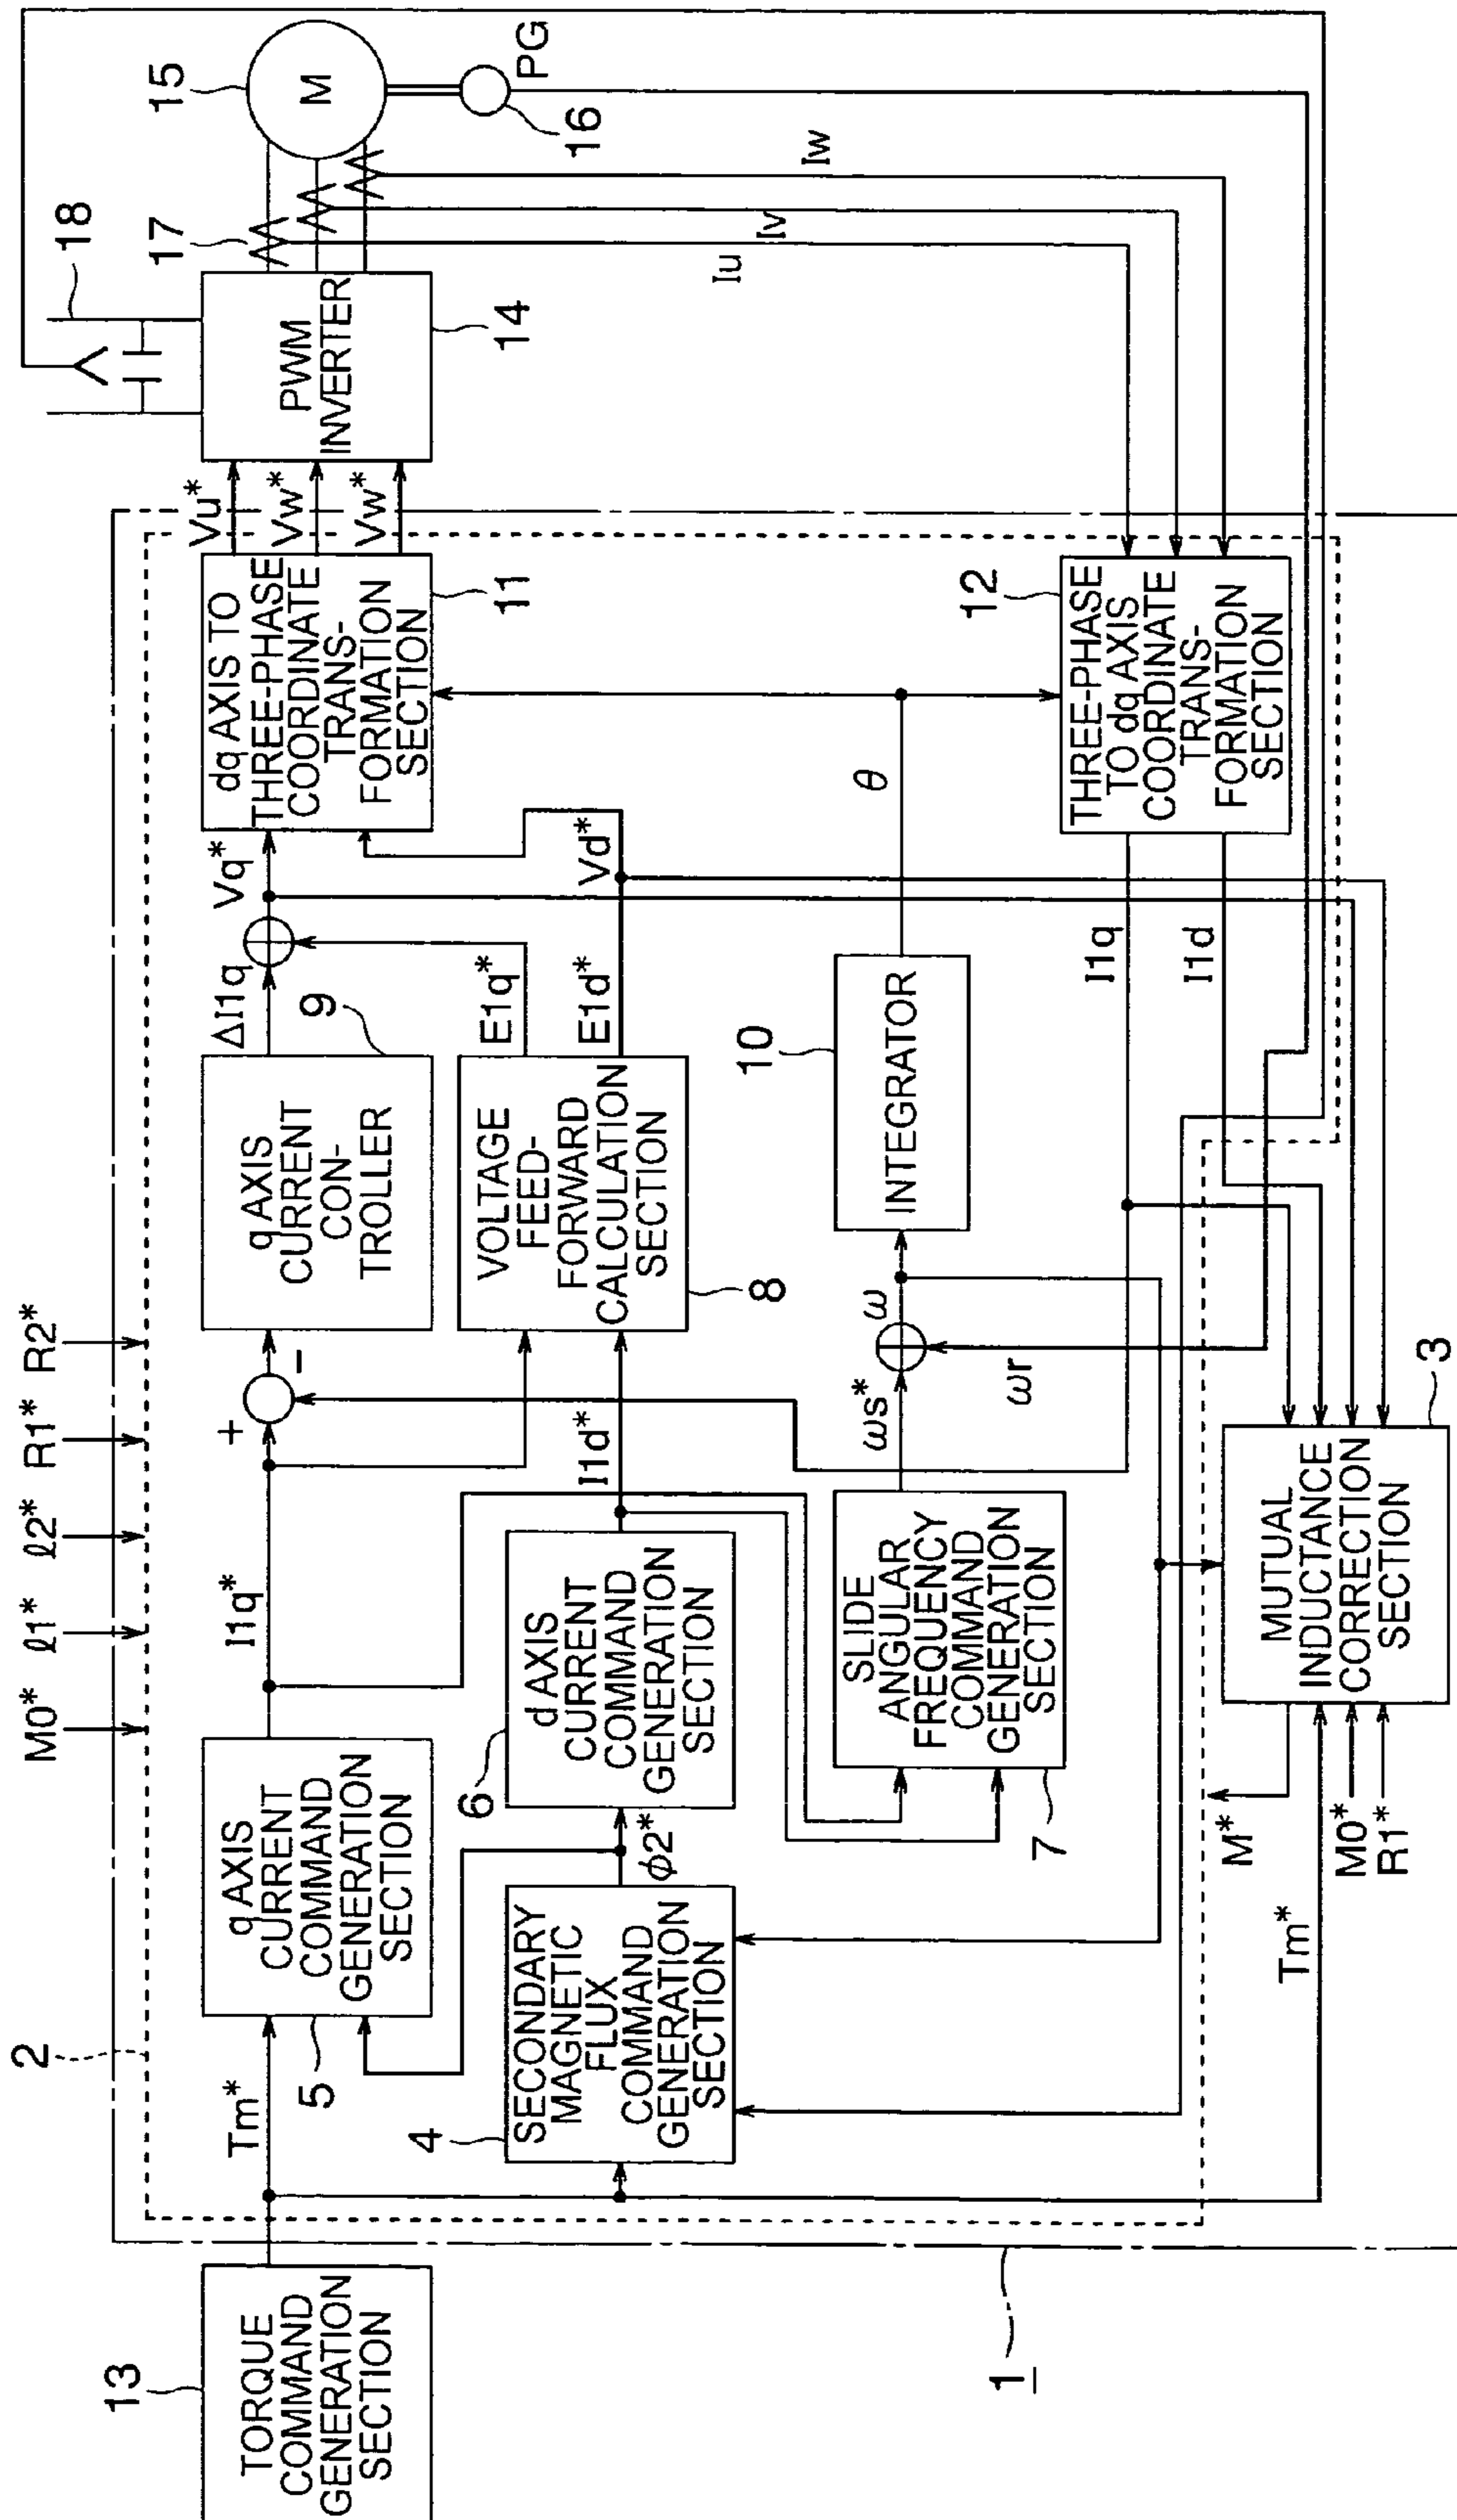 M0*
ℓ1*
ℓ2*
R1*
R2*
2
13
TORQUE
COMMAND
GENERATION
SECTION
Tm*
5
q AXIS
CURRENT
COMMAND
GENERATION
SECTION
I1q*
+
-
9
q AXIS
CURRENT
CON-
TROLLER
ΔI1q
Vq*
dq AXIS TO
THREE-PHASE
COORDINATE
TRANS-
FORMATION
SECTION
11
Vu*
Vw*
Vw*
PWM
INVERTER
14
18
17
15
M
16
PG
Iu
Iv
Iw
4
SECONDARY
MAGNETIC
FLUX
COMMAND
GENERATION
SECTION
ϕ2*
6
d AXIS
CURRENT
COMMAND
GENERATION
SECTION
I1d*
VOLTAGE
FEED-
FORWARD
CALCULATION
SECTION
8
E1q*
E1d*
Vd*
SLIDE
ANGULAR
FREQUENCY
COMMAND
GENERATION
SECTION
7
ωs*
ω
ωr
10
INTEGRATOR
θ
12
THREE-PHASE
TO dq AXIS
COORDINATE
TRANS-
FORMATION
SECTION
I1q
I1d
1
Tm*
M*
M0*
R1*
MUTUAL
INDUCTANCE
CORRECTION
SECTION
3